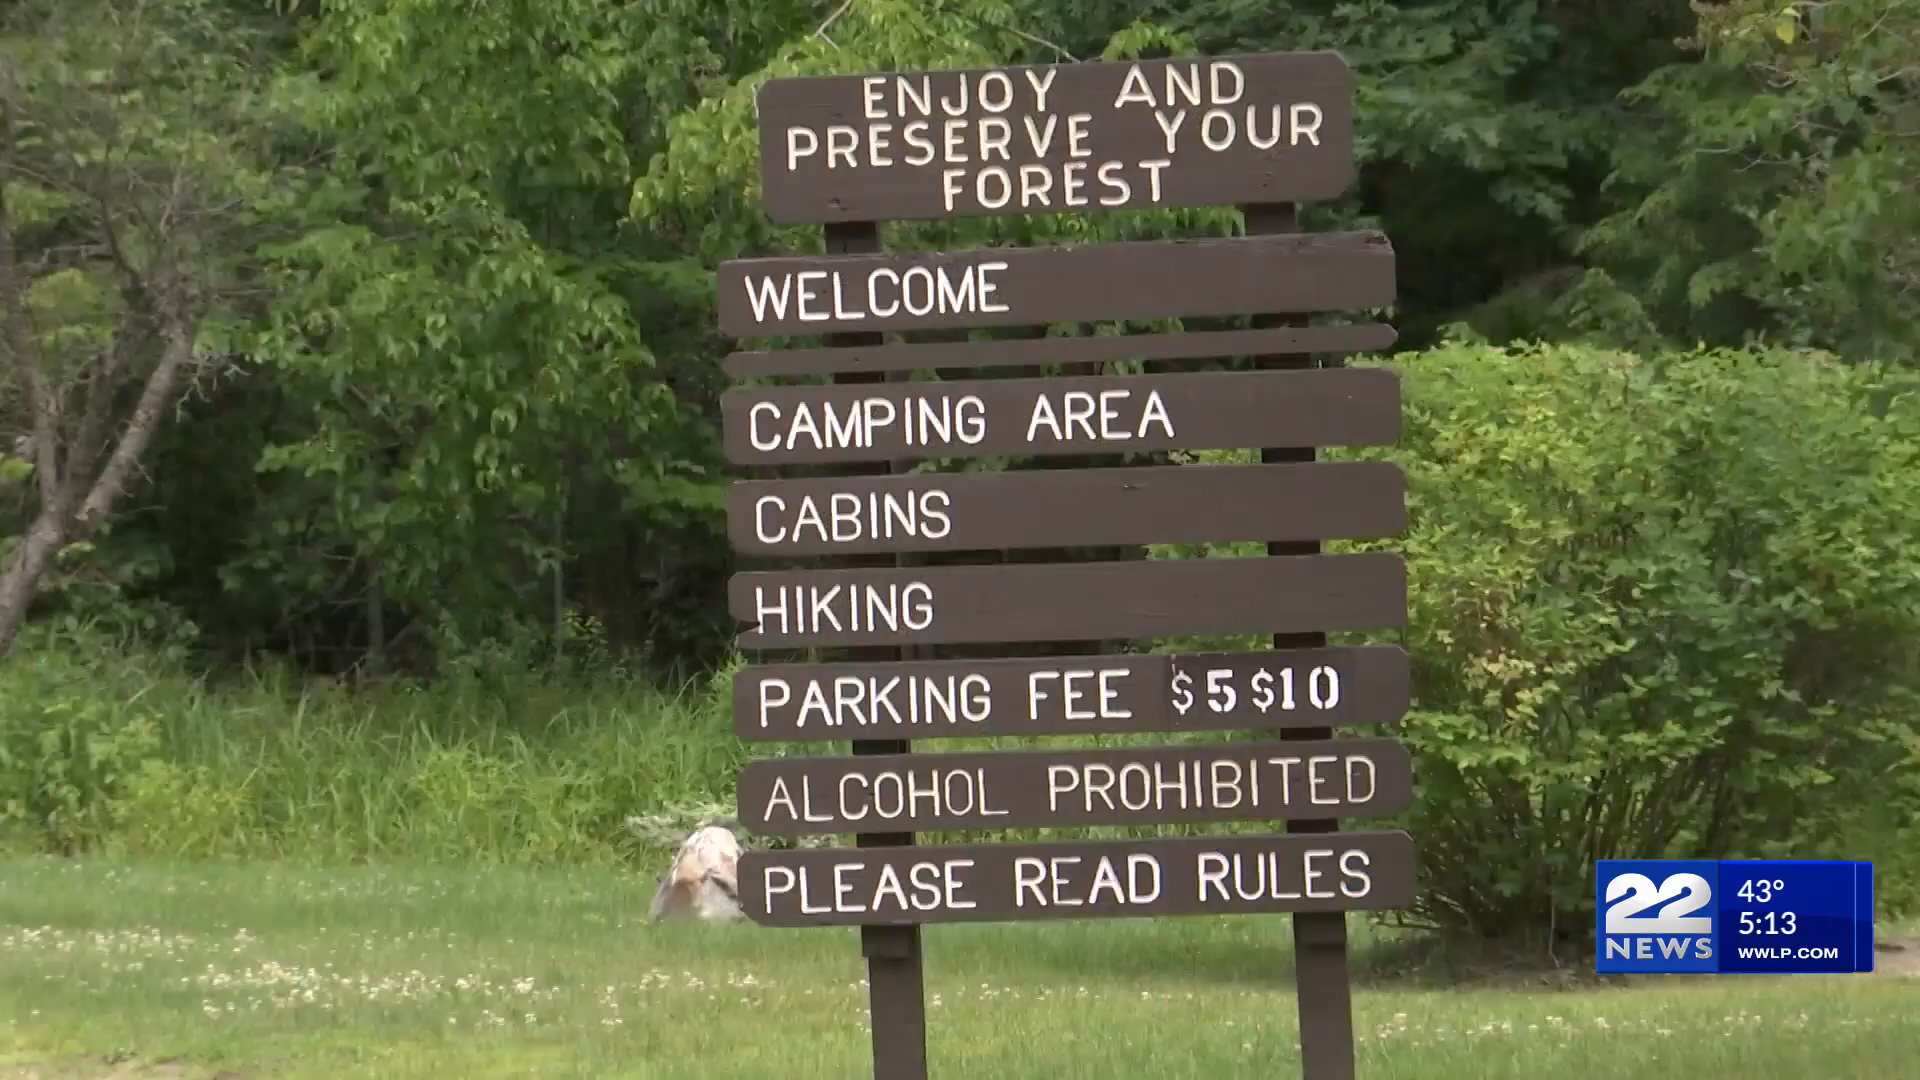 ENJOY AND
PRESERVE YOUR
FOREST
WELCOME
CAMPING AREA
CABINS
HIKING
PARKING FEE $5 $10
ALCOHOL PROHIBITED
PLEASE READ RULES
22
NEWS
43°
5:13
WWLP.COM